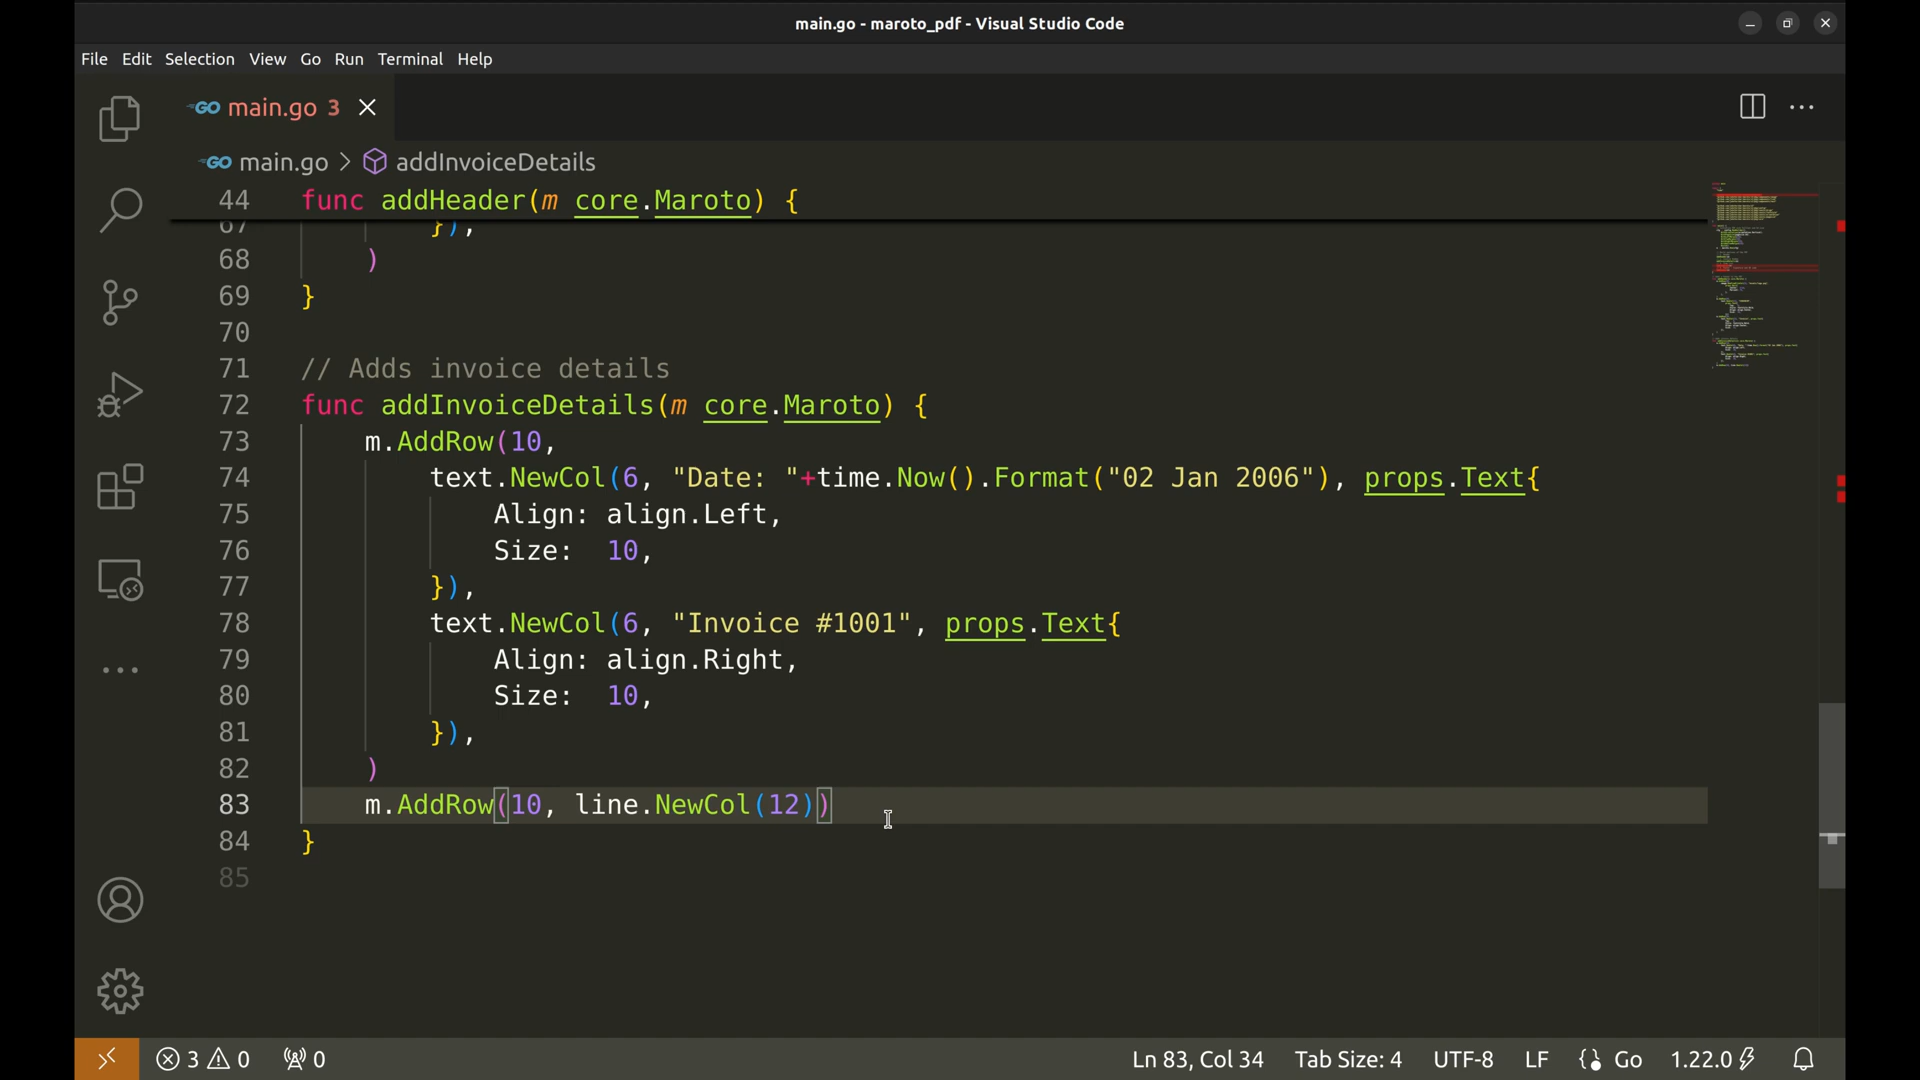 main.go - maroto_pdf - Visual Studio Code
File Edit Selection View Go Run Terminal Help
GO main.go 3
GO main.go > addInvoiceDetails
44 func addHeader(m core.Maroto) {
67 }),
68 )
69 }
70
71 // Adds invoice details
72 func addInvoiceDetails(m core.Maroto) {
73 m.AddRow(10,
74 text.NewCol(6, "Date: "+time.Now().Format("02 Jan 2006"), props.Text{
75 Align: align.Left,
76 Size: 10,
77 }),
78 text.NewCol(6, "Invoice #1001", props.Text{
79 Align: align.Right,
80 Size: 10,
81 }),
82 )
83 m.AddRow(10, line.NewCol(12))
84 }
85
3 0 0 Ln 83, Col 34 Tab Size: 4 UTF-8 LF {} Go 1.22.0